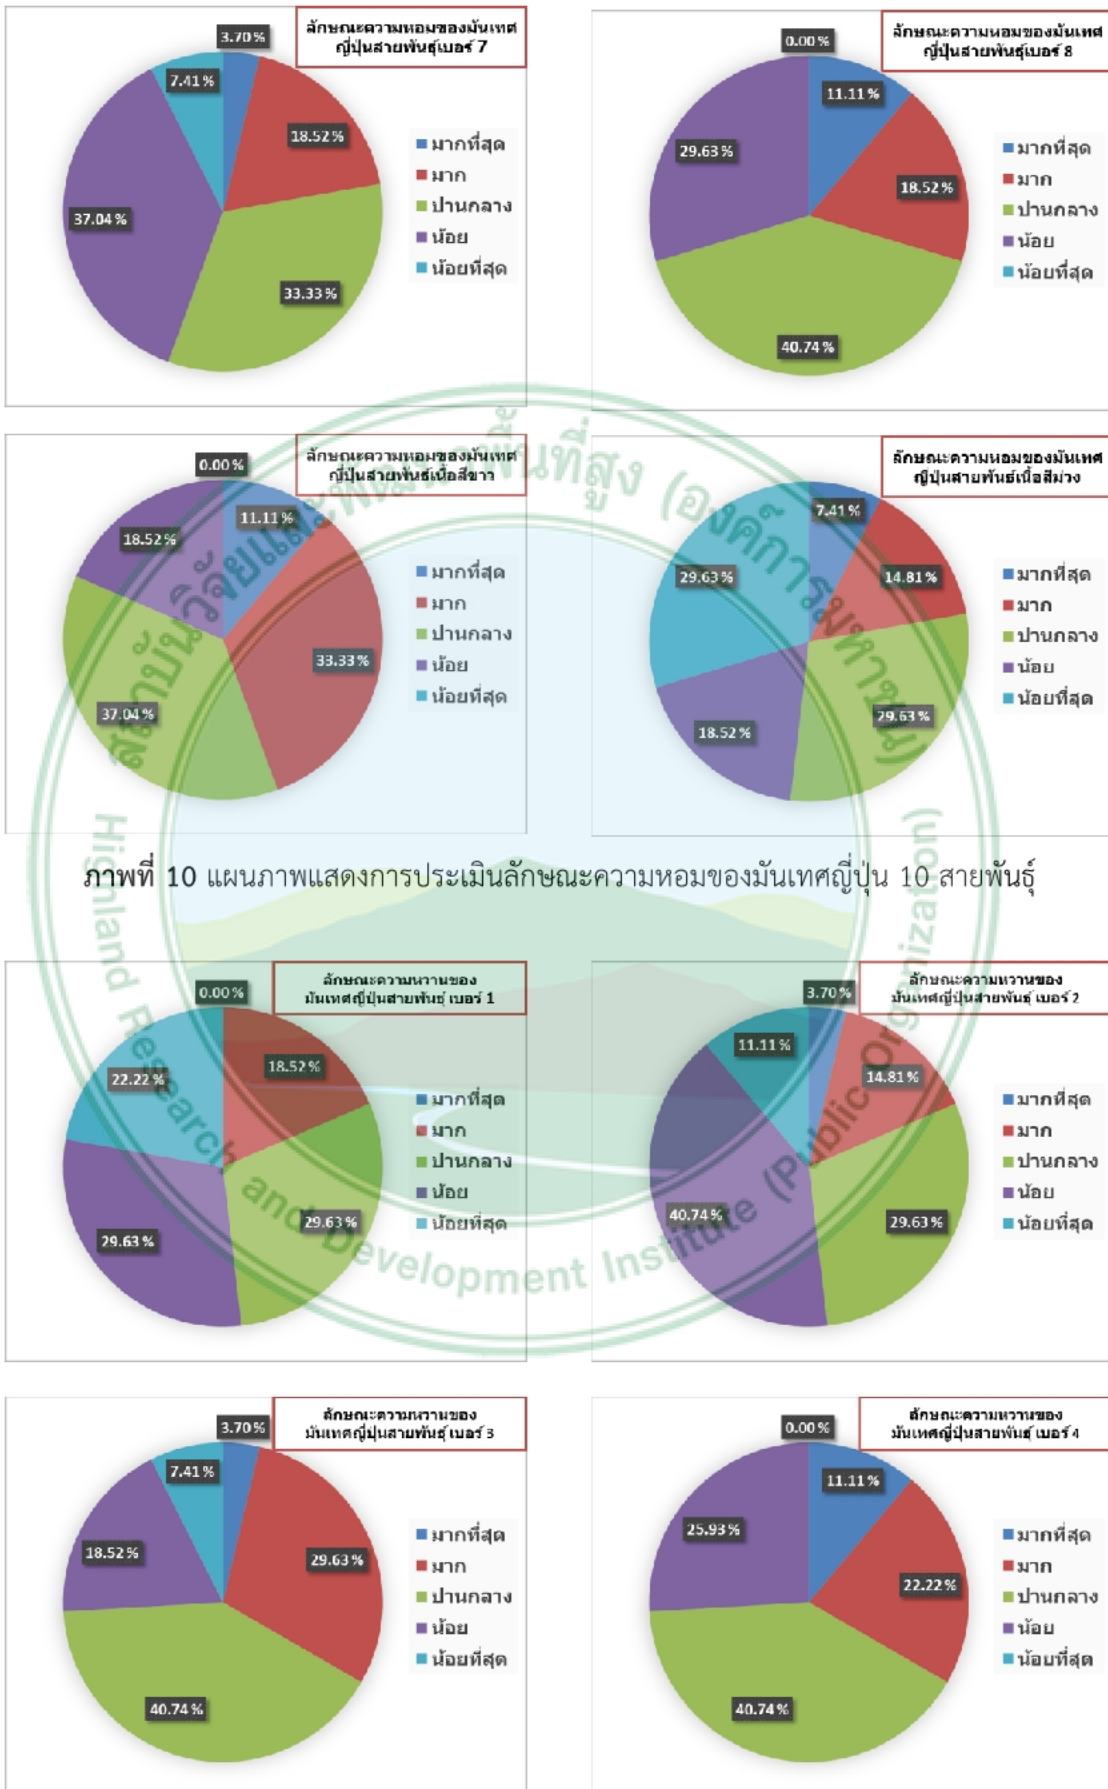 ลักษณะความหอมของมันเทศ
ญี่ปุ่นสายพันธุ์เบอร์ 7
3.70 %
7.41 %
18.52 %
37.04 %
33.33 %
มากที่สุด
มาก
ปานกลาง
น้อย
น้อยที่สุด
ลักษณะความหอมของมันเทศ
ญี่ปุ่นสายพันธุ์เบอร์ 8
0.00 %
11.11 %
29.63 %
18.52 %
40.74 %
มากที่สุด
มาก
ปานกลาง
น้อย
น้อยที่สุด
ลักษณะความหอมของมันเทศ
ญี่ปุ่นสายพันธ์เนื้อสีขาว
0.00 %
11.11 %
18.52 %
33.33 %
37.04 %
มากที่สุด
มาก
ปานกลาง
น้อย
น้อยที่สุด
ลักษณะความหอมของมันเทศ
ญี่ปุ่นสายพันธ์เนื้อสีม่วง
7.41 %
29.63 %
14.81 %
18.52 %
29.63 %
มากที่สุด
มาก
ปานกลาง
น้อย
น้อยที่สุด
ภาพที่ 10 แผนภาพแสดงการประเมินลักษณะความหอมของมันเทศญี่ปุ่น 10 สายพันธุ์
ลักษณะความหวานของ
มันเทศญี่ปุ่นสายพันธุ์ เบอร์ 1
0.00 %
18.52 %
22.22 %
29.63 %
29.63 %
มากที่สุด
มาก
ปานกลาง
น้อย
น้อยที่สุด
ลักษณะความหวานของ
มันเทศญี่ปุ่นสายพันธุ์ เบอร์ 2
3.70 %
11.11 %
14.81 %
40.74 %
29.63 %
มากที่สุด
มาก
ปานกลาง
น้อย
น้อยที่สุด
ลักษณะความหวานของ
มันเทศญี่ปุ่นสายพันธุ์ เบอร์ 3
3.70 %
7.41 %
18.52 %
29.63 %
40.74 %
มากที่สุด
มาก
ปานกลาง
น้อย
น้อยที่สุด
ลักษณะความหวานของ
มันเทศญี่ปุ่นสายพันธุ์ เบอร์ 4
0.00 %
11.11 %
25.93 %
22.22 %
40.74 %
มากที่สุด
มาก
ปานกลาง
น้อย
น้อยที่สุด
สถาบันวิจัยและพัฒนาพื้นที่สูง (องค์การมหาชน)
Highland Research and Development Institute (Public Organization)